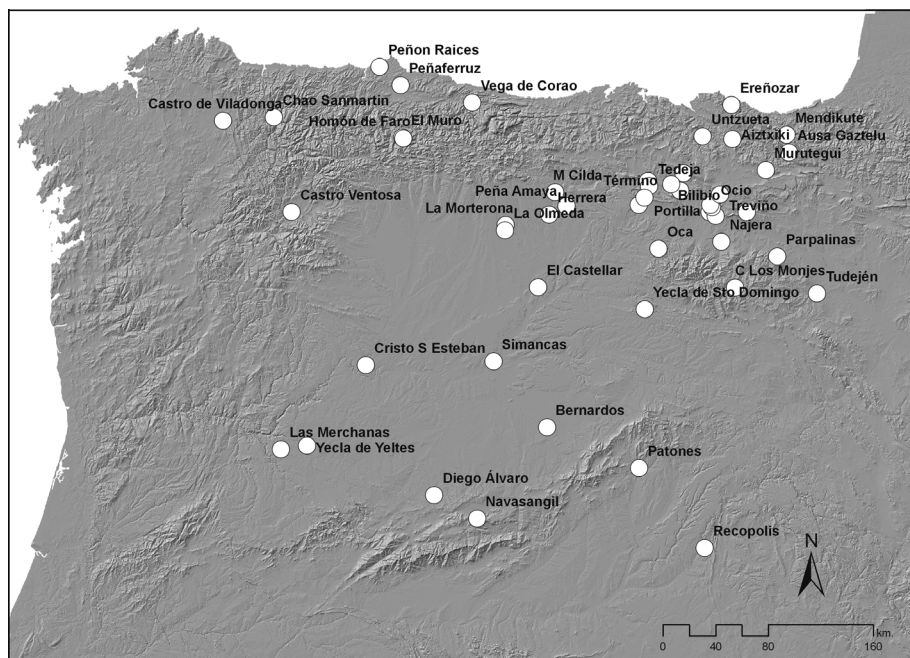 Peñon Raices
Peñaferruz
Vega de Corao
Ereñozar
Castro de Viladonga
Chao Sanmartin
Homón de Faro
El Muro
Untzueta
Mendikute
Aiztxiki
Ausa Gaztelu
Murutegui
M Cilda
Término
Tedeja
Peña Amaya
Herrera
Bilibio
Ocio
Castro Ventosa
La Morterona
La Olmeda
Portilla
Treviño
Najera
Oca
Parpalinas
El Castellar
C Los Monjes
Tudején
Yecla de Sto Domingo
Cristo S Esteban
Simancas
Bernardos
Las Merchanas
Yecla de Yeltes
Patones
Diego Álvaro
Navasangil
Recopolis
N
km.
0 40 80 160